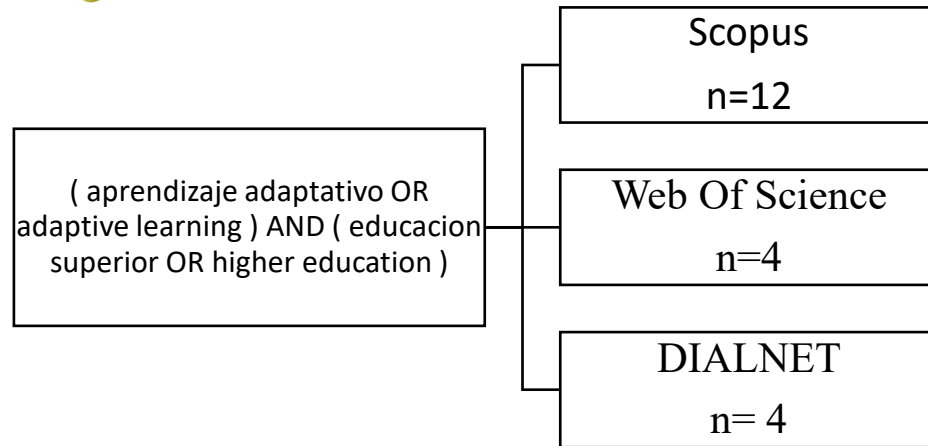 ( aprendizaje adaptativo OR
adaptive learning ) AND ( educacion
superior OR higher education )
Scopus
n=12
Web Of Science
n=4
DIALNET
n= 4